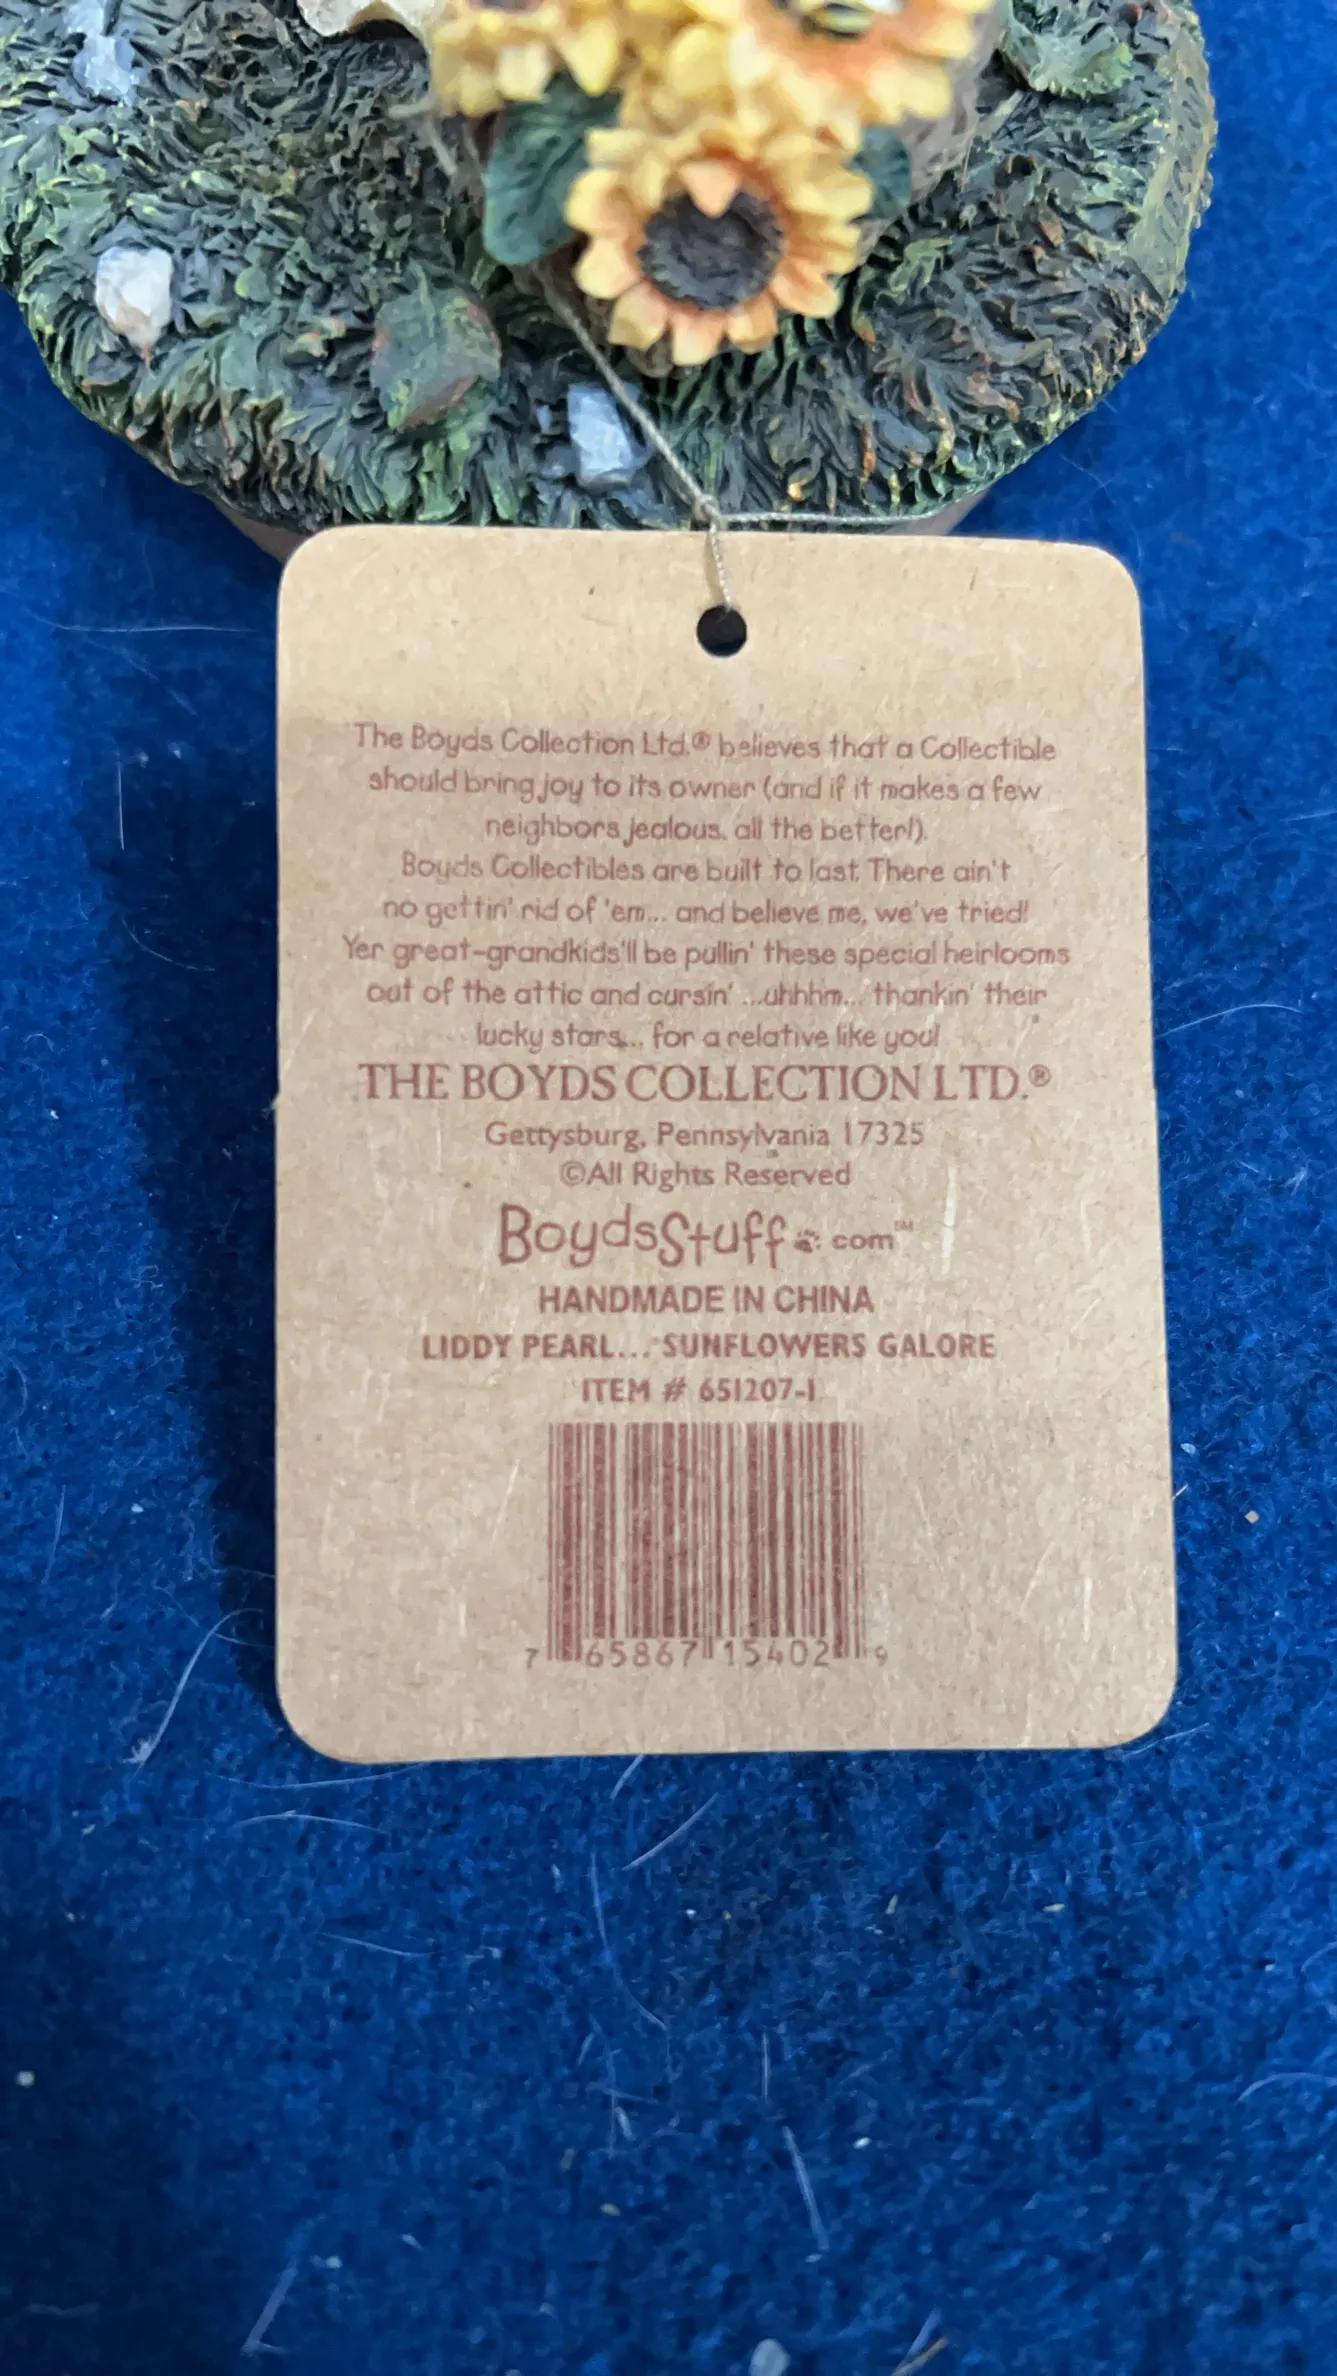 The Boyds Collection Ltd.® believes that a Collectible
should bring joy to its owner (and if it makes a few
neighbors jealous, all the better!).
Boyds Collectibles are built to last. There ain't
no gettin' rid of 'em... and believe me, we've tried!
Yer great-grandkids'll be pullin' these special heirlooms
out of the attic and cursin' ...uhhhm... thankin' their
lucky stars... for a relative like you!
THE BOYDS COLLECTION LTD.®
Gettysburg, Pennsylvania 17325
©All Rights Reserved
BoydsStuff.com™
HANDMADE IN CHINA
LIDDY PEARL... SUNFLOWERS GALORE
ITEM # 651207-1
7 65867 15402 9